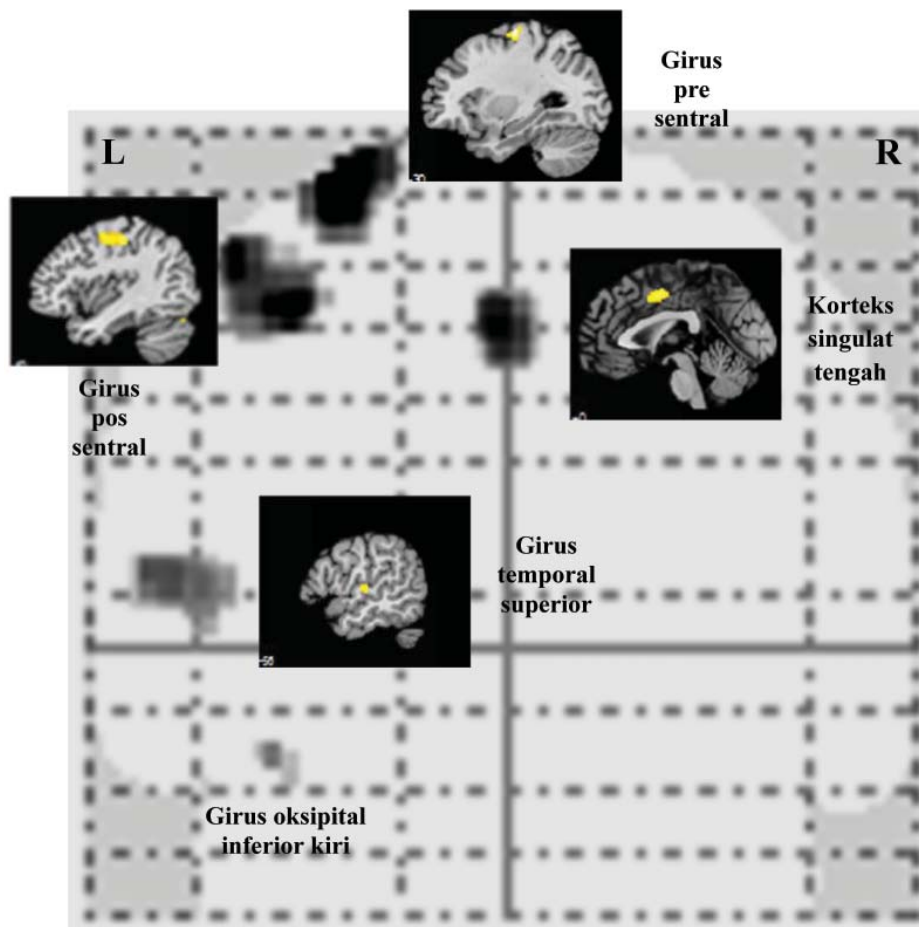 Girus
pre
sentral
L
R
Korteks
singulat
tengah
Girus
pos
sentral
Girus
temporal
superior
Girus oksipital
inferior kiri